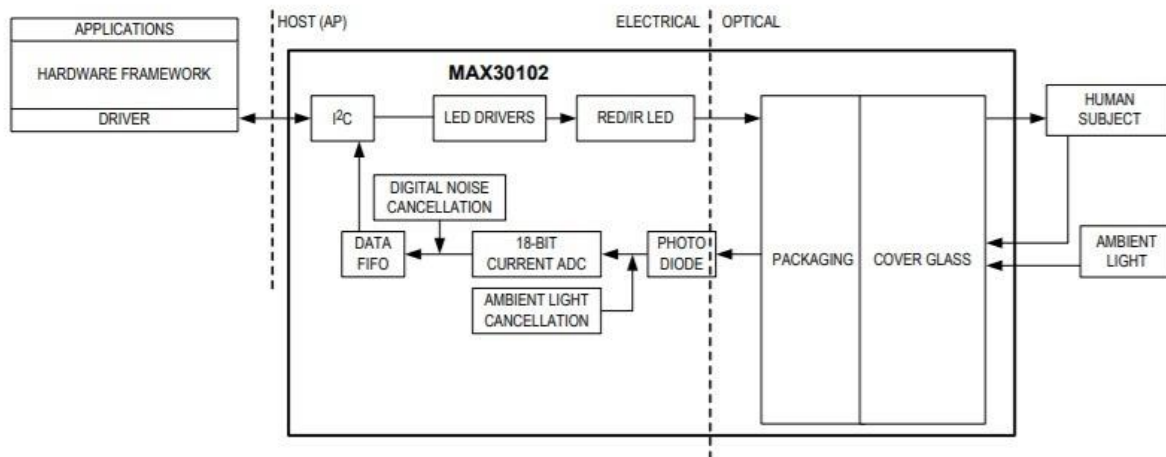 APPLICATIONS
HARDWARE FRAMEWORK
DRIVER
HOST (AP)
ELECTRICAL
OPTICAL
MAX30102
I²C
LED DRIVERS
RED/IR LED
HUMAN
SUBJECT
DIGITAL NOISE
CANCELLATION
DATA
FIFO
18-BIT
CURRENT ADC
PHOTO
DIODE
PACKAGING
COVER GLASS
AMBIENT
LIGHT
AMBIENT LIGHT
CANCELLATION